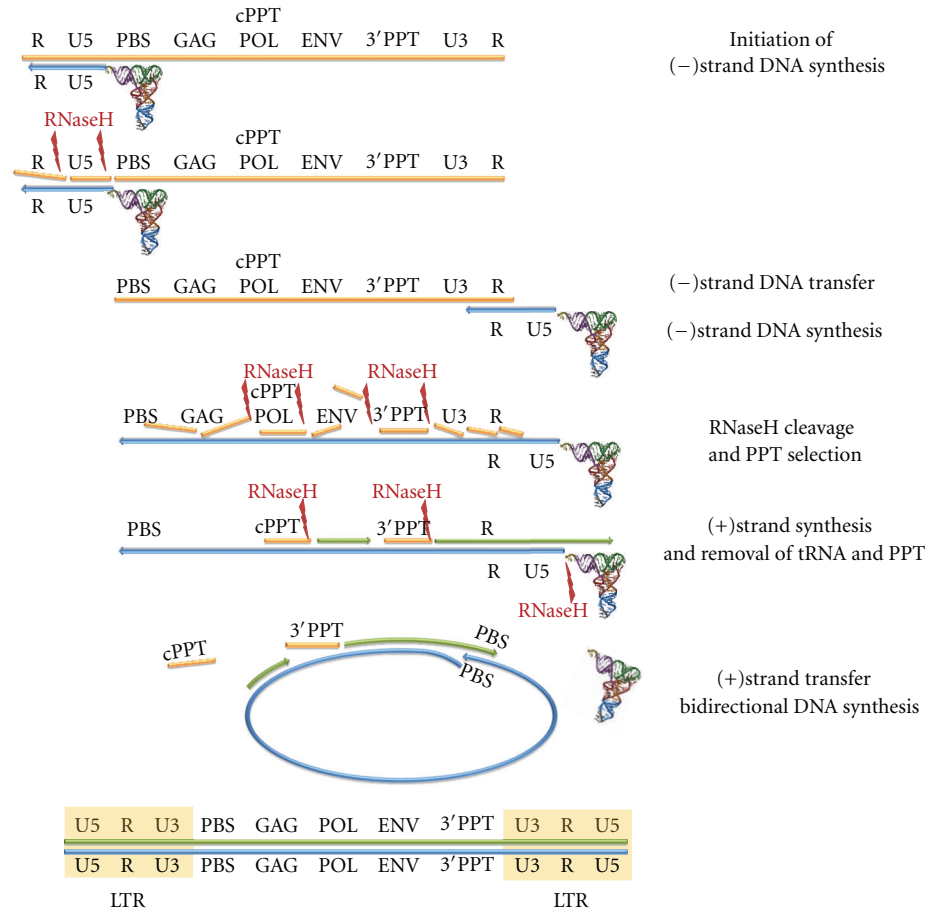 cPPT
R U5 PBS GAG POL ENV 3′PPT U3 R
Initiation of
(−)strand DNA synthesis
R U5
RNaseH
cPPT
R U5 PBS GAG POL ENV 3′PPT U3 R
R U5
cPPT
PBS GAG POL ENV 3′PPT U3 R
(−)strand DNA transfer
R U5
(−)strand DNA synthesis
RNaseH RNaseH
cPPT
PBS GAG POL ENV 3′PPT U3 R
R U5
RNaseH cleavage
and PPT selection
RNaseH RNaseH
PBS cPPT 3′PPT R
R U5
RNaseH
(+)strand synthesis
and removal of tRNA and PPT
cPPT 3′PPT PBS
PBS
(+)strand transfer
bidirectional DNA synthesis
U5 R U3 PBS GAG POL ENV 3′PPT U3 R U5
U5 R U3 PBS GAG POL ENV 3′PPT U3 R U5
LTR LTR